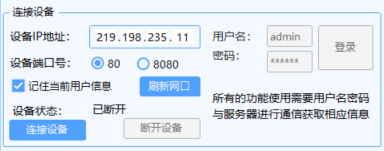 连接设备
设备IP地址： 219.198.235. 11 用户名： admin 登录
设备端口号： 80 8080 密码： ******
记住当前用户信息 刷新网口
设备状态： 已断开 所有的功能使用需要用户名密码
连接设备 断开设备 与服务器进行通信获取相应信息